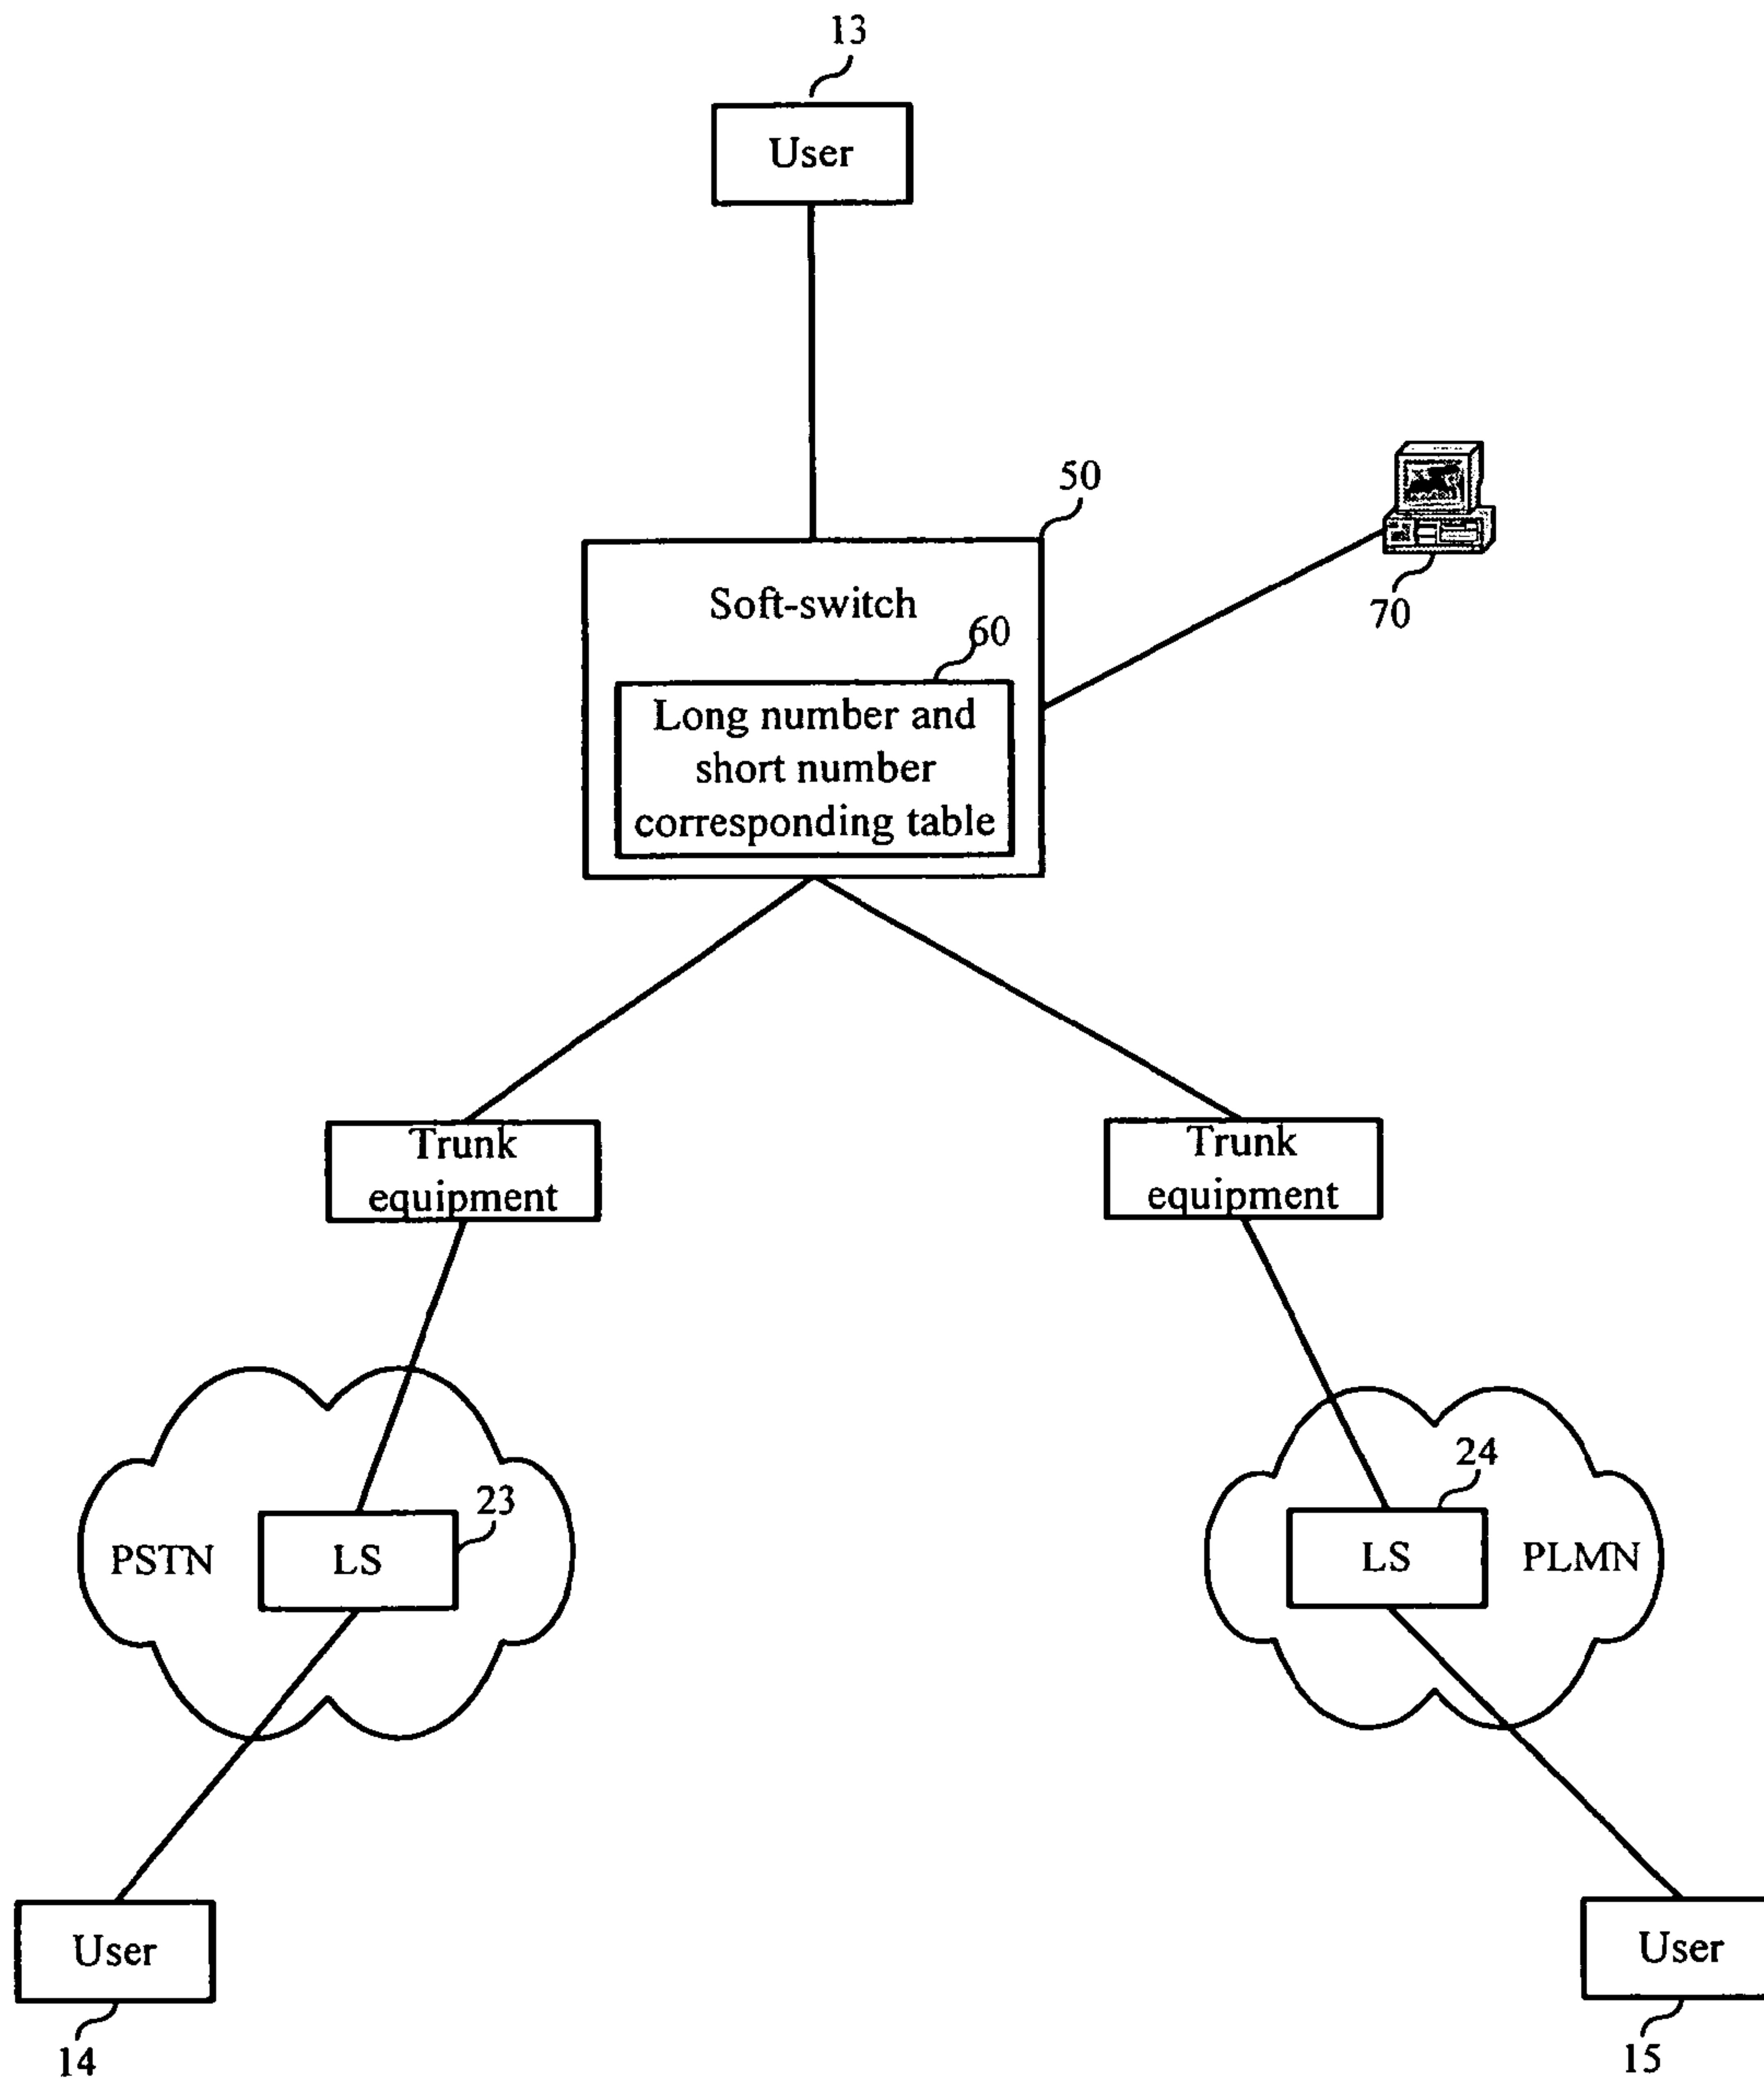 13
User
50
Soft-switch
70
60
Long number and
short number
corresponding table
Trunk
equipment
Trunk
equipment
24
23
PSTN
LS
LS
PLMN
User
User
14
15